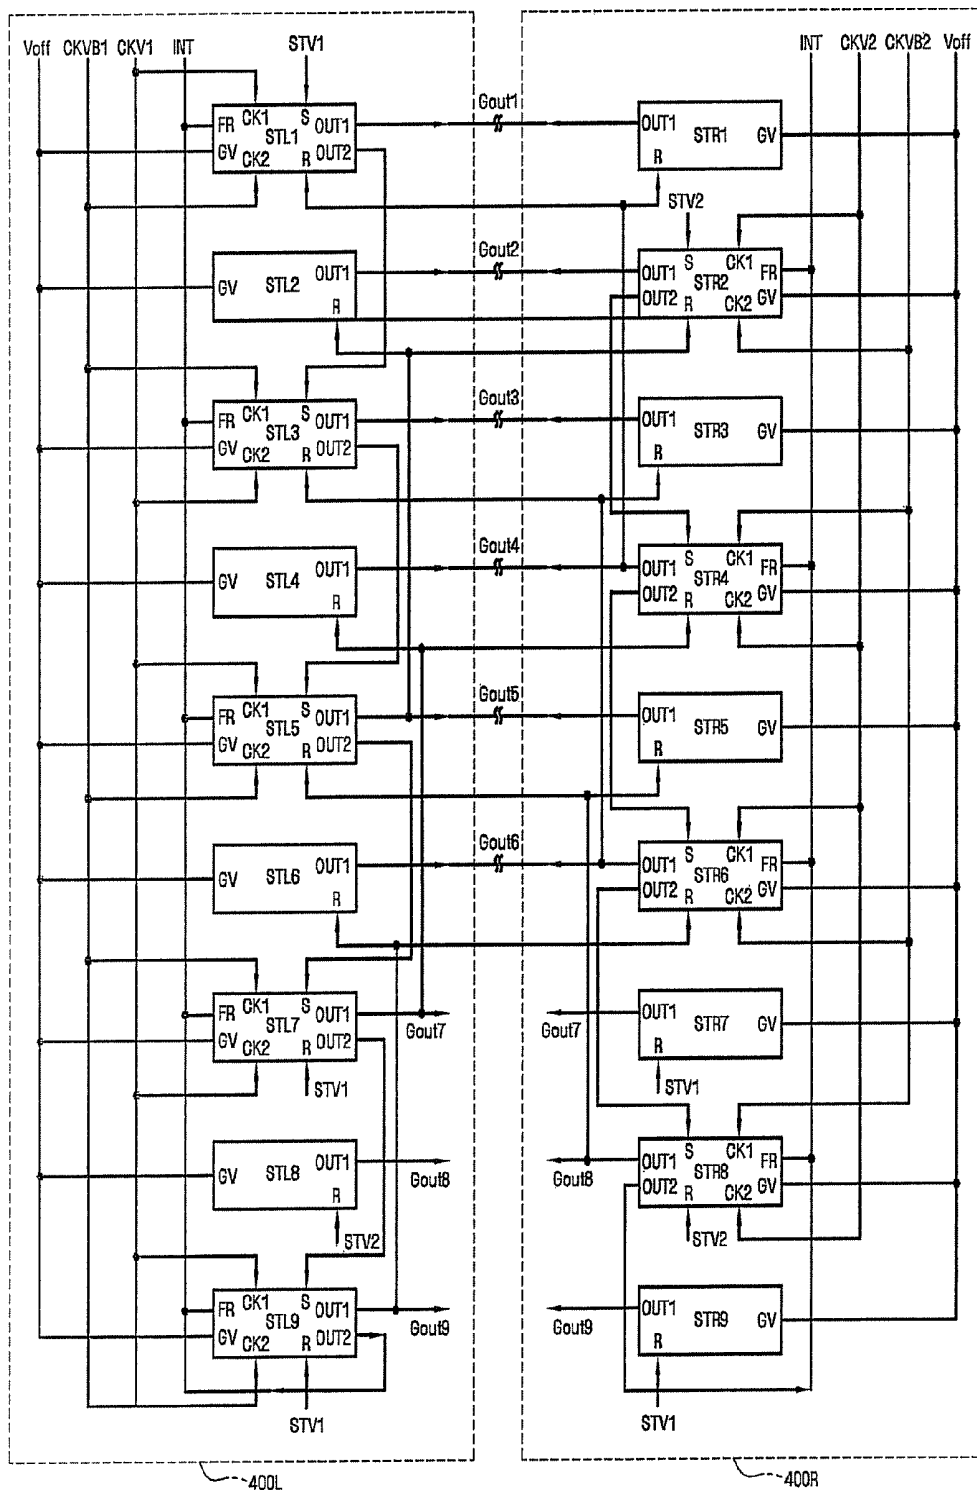 Voff CKVB1 CKV1 INT STV1 INT CKV2 CKVB2 Voff
Gout1
FR CK1 S OUT1
STL1
GV CK2 R OUT2
OUT1 STR1 GV
R
STV2
Gout2
OUT1
GV STL2
R
S CK1
OUT1 FR
STR2
OUT2 GV
R CK2
Gout3
FR CK1 S OUT1
STL3
GV CK2 R OUT2
OUT1 STR3 GV
R
Gout4
OUT1
GV STL4
R
S CK1
OUT1 FR
STR4
OUT2 R CK2 GV
Gout5
FR CK1 S OUT1
STL5
GV CK2 R OUT2
OUT1 STR5 GV
R
Gout6
OUT1
GV STL6
R
S CK1
OUT1 FR
STR6
OUT2 R CK2 GV
FR CK1 S OUT1
STL7
GV CK2 R OUT2
Gout7
STV1
OUT1 STR7 GV
Gout7
R
STV1
OUT1
GV STL8
R
Gout8
STV2
S CK1
OUT1 FR
STR8
OUT2 R CK2 GV
Gout8
STV2
FR CK1 S OUT1
STL9
GV CK2 R OUT2
Gout9
STV1
OUT1 STR9 GV
Gout9
R
STV1
400L 400R